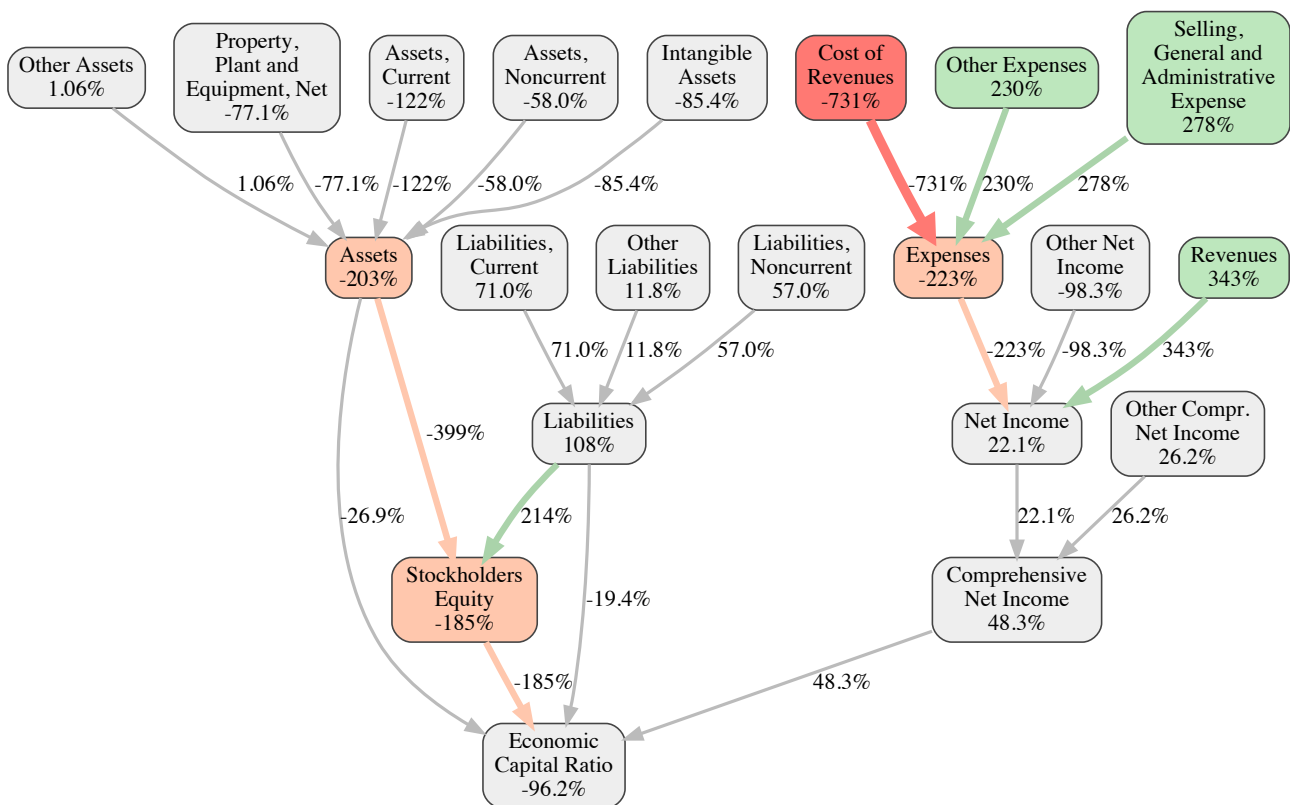 Other Assets
1.06%
Property,
Plant and
Equipment, Net
-77.1%
Assets,
Current
-122%
Assets,
Noncurrent
-58.0%
Intangible
Assets
-85.4%
Cost of
Revenues
-731%
Other Expenses
230%
Selling,
General and
Administrative
Expense
278%
1.06%
-77.1%
-122%
-58.0%
-85.4%
-731%
230%
278%
Assets
-203%
Liabilities,
Current
71.0%
Other
Liabilities
11.8%
Liabilities,
Noncurrent
57.0%
Expenses
-223%
Other Net
Income
-98.3%
Revenues
343%
71.0%
11.8%
57.0%
-223%
-98.3%
343%
-399%
Liabilities
108%
Net Income
22.1%
Other Compr.
Net Income
26.2%
-26.9%
214%
22.1%
26.2%
Stockholders
Equity
-185%
-19.4%
Comprehensive
Net Income
48.3%
-185%
48.3%
Economic
Capital Ratio
-96.2%